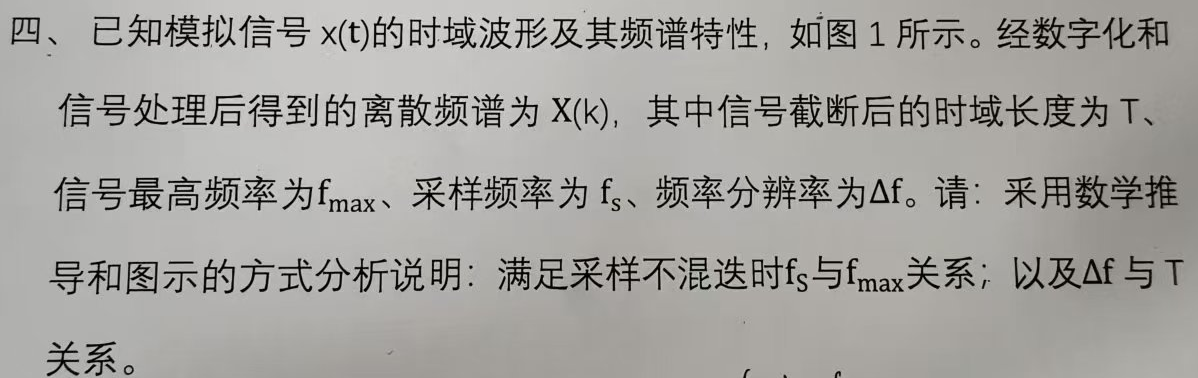 四、 已知模拟信号 x(t)的时域波形及其频谱特性，如图 1 所示。经数字化和
信号处理后得到的离散频谱为 X(k)，其中信号截断后的时域长度为 T、
信号最高频率为fmax、采样频率为 fs、频率分辨率为Δf。请：采用数学推
导和图示的方式分析说明：满足采样不混迭时fs与fmax关系；以及Δf 与 T
关系。